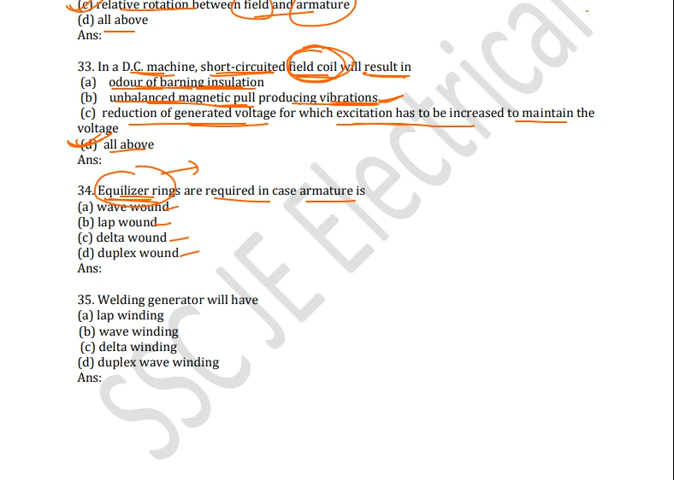 (c) relative rotation between field and armature
(d) all above
Ans:
33. In a D.C. machine, short-circuited field coil will result in
(a) odour of barning insulation
(b) unbalanced magnetic pull producing vibrations
(c) reduction of generated voltage for which excitation has to be increased to maintain the
voltage
(d) all above
Ans:
34. Equilizer rings are required in case armature is
(a) wave wound
(b) lap wound
(c) delta wound
(d) duplex wound
Ans:
35. Welding generator will have
(a) lap winding
(b) wave winding
(c) delta winding
(d) duplex wave winding
Ans:
SSC JE Electrical